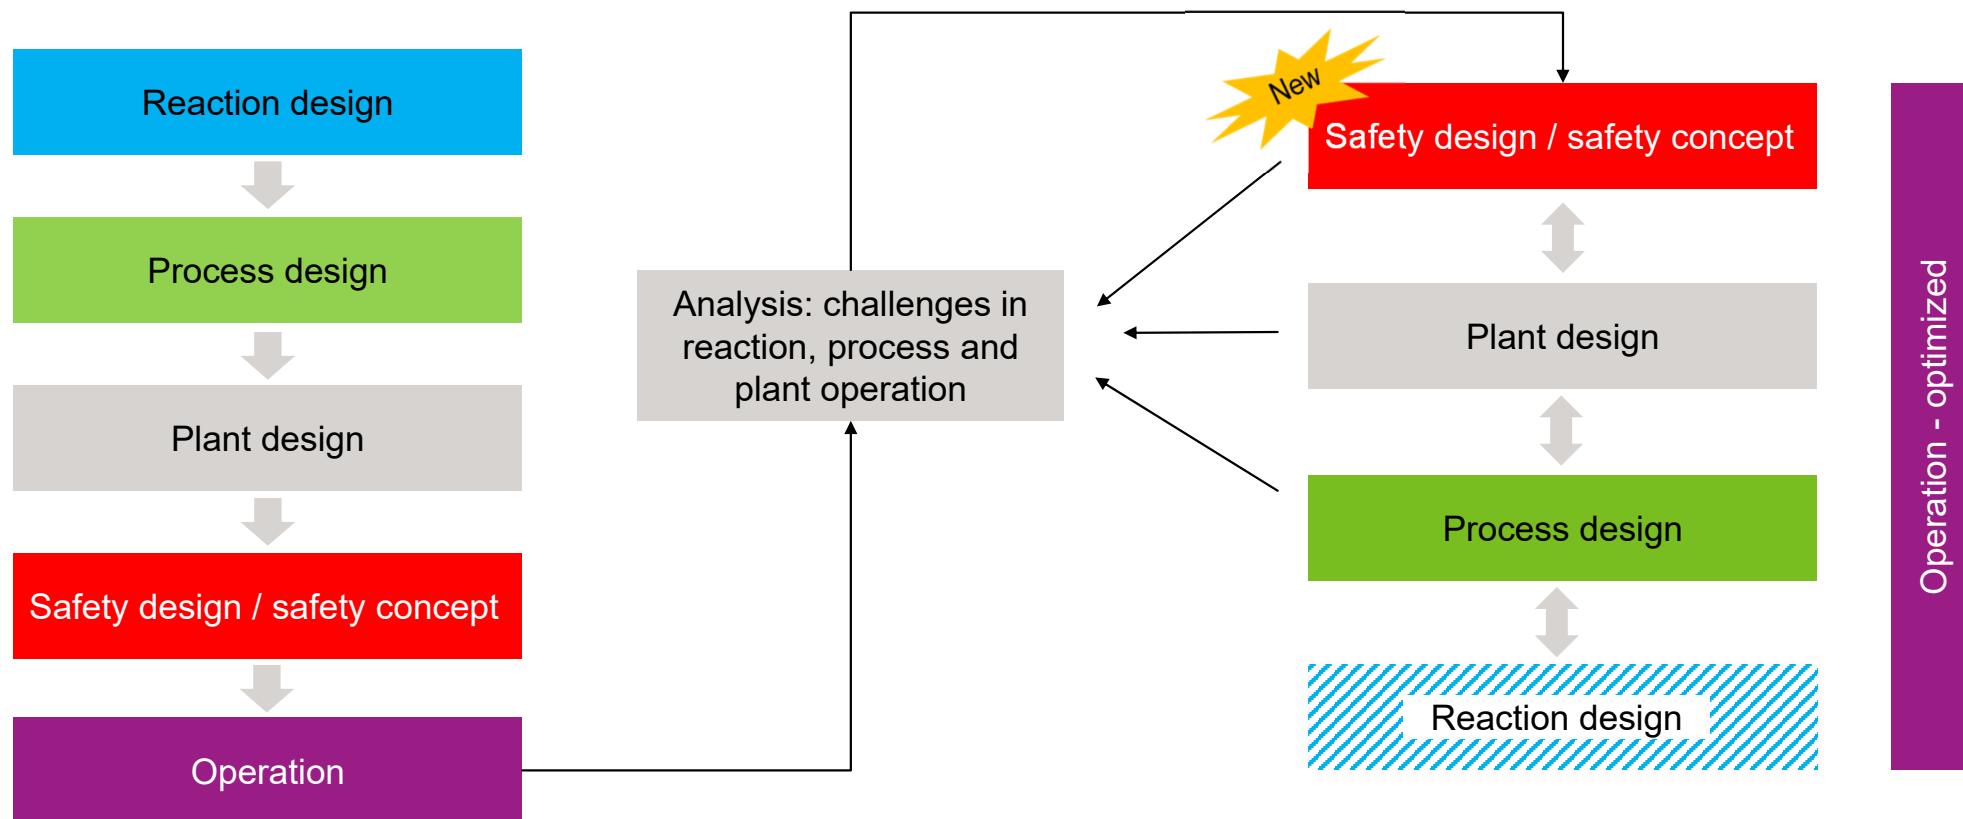 Reaction design
Process design
Plant design
Safety design / safety concept
Operation
Analysis: challenges in
reaction, process and
plant operation
New
Safety design / safety concept
Plant design
Process design
Reaction design
Operation - optimized